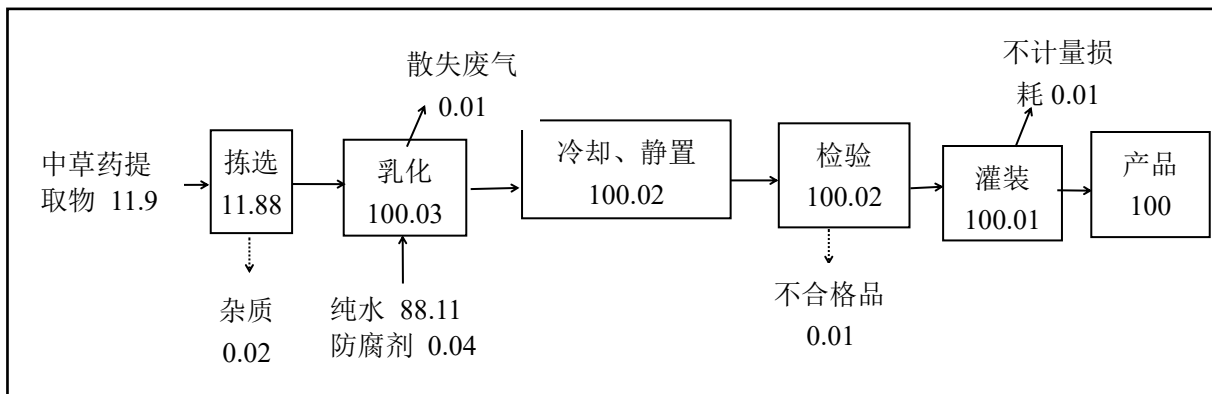 不计量损
耗 0.01
散失废气
0.01
中草药提
取物 11.9
拣选
11.88
乳化
100.03
冷却、静置
100.02
检验
100.02
灌装
100.01
产品
100
杂质
0.02
纯水 88.11
防腐剂 0.04
不合格品
0.01